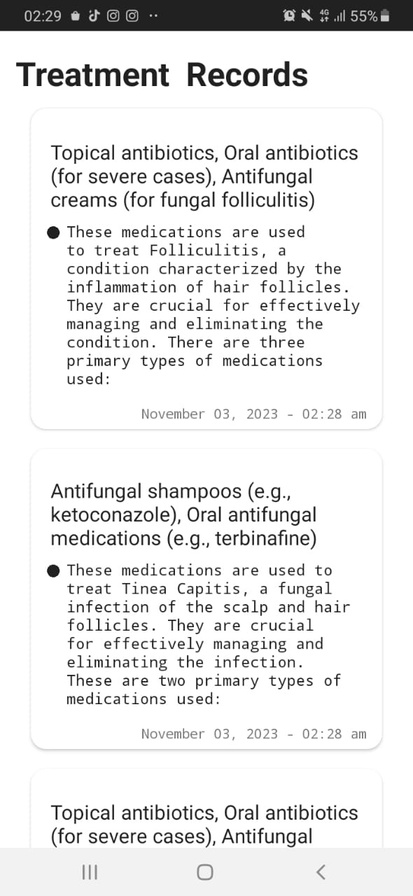 02:29 4G 55%
Treatment Records
Topical antibiotics, Oral antibiotics
(for severe cases), Antifungal
creams (for fungal folliculitis)
These medications are used
to treat Folliculitis, a
condition characterized by the
inflammation of hair follicles.
They are crucial for effectively
managing and eliminating the
condition. There are three
primary types of medications
used:
November 03, 2023 - 02:28 am
Antifungal shampoos (e.g.,
ketoconazole), Oral antifungal
medications (e.g., terbinafine)
These medications are used to
treat Tinea Capitis, a fungal
infection of the scalp and hair
follicles. They are crucial
for effectively managing and
eliminating the infection.
These are two primary types of
medications used:
November 03, 2023 - 02:28 am
Topical antibiotics, Oral antibiotics
(for severe cases), Antifungal